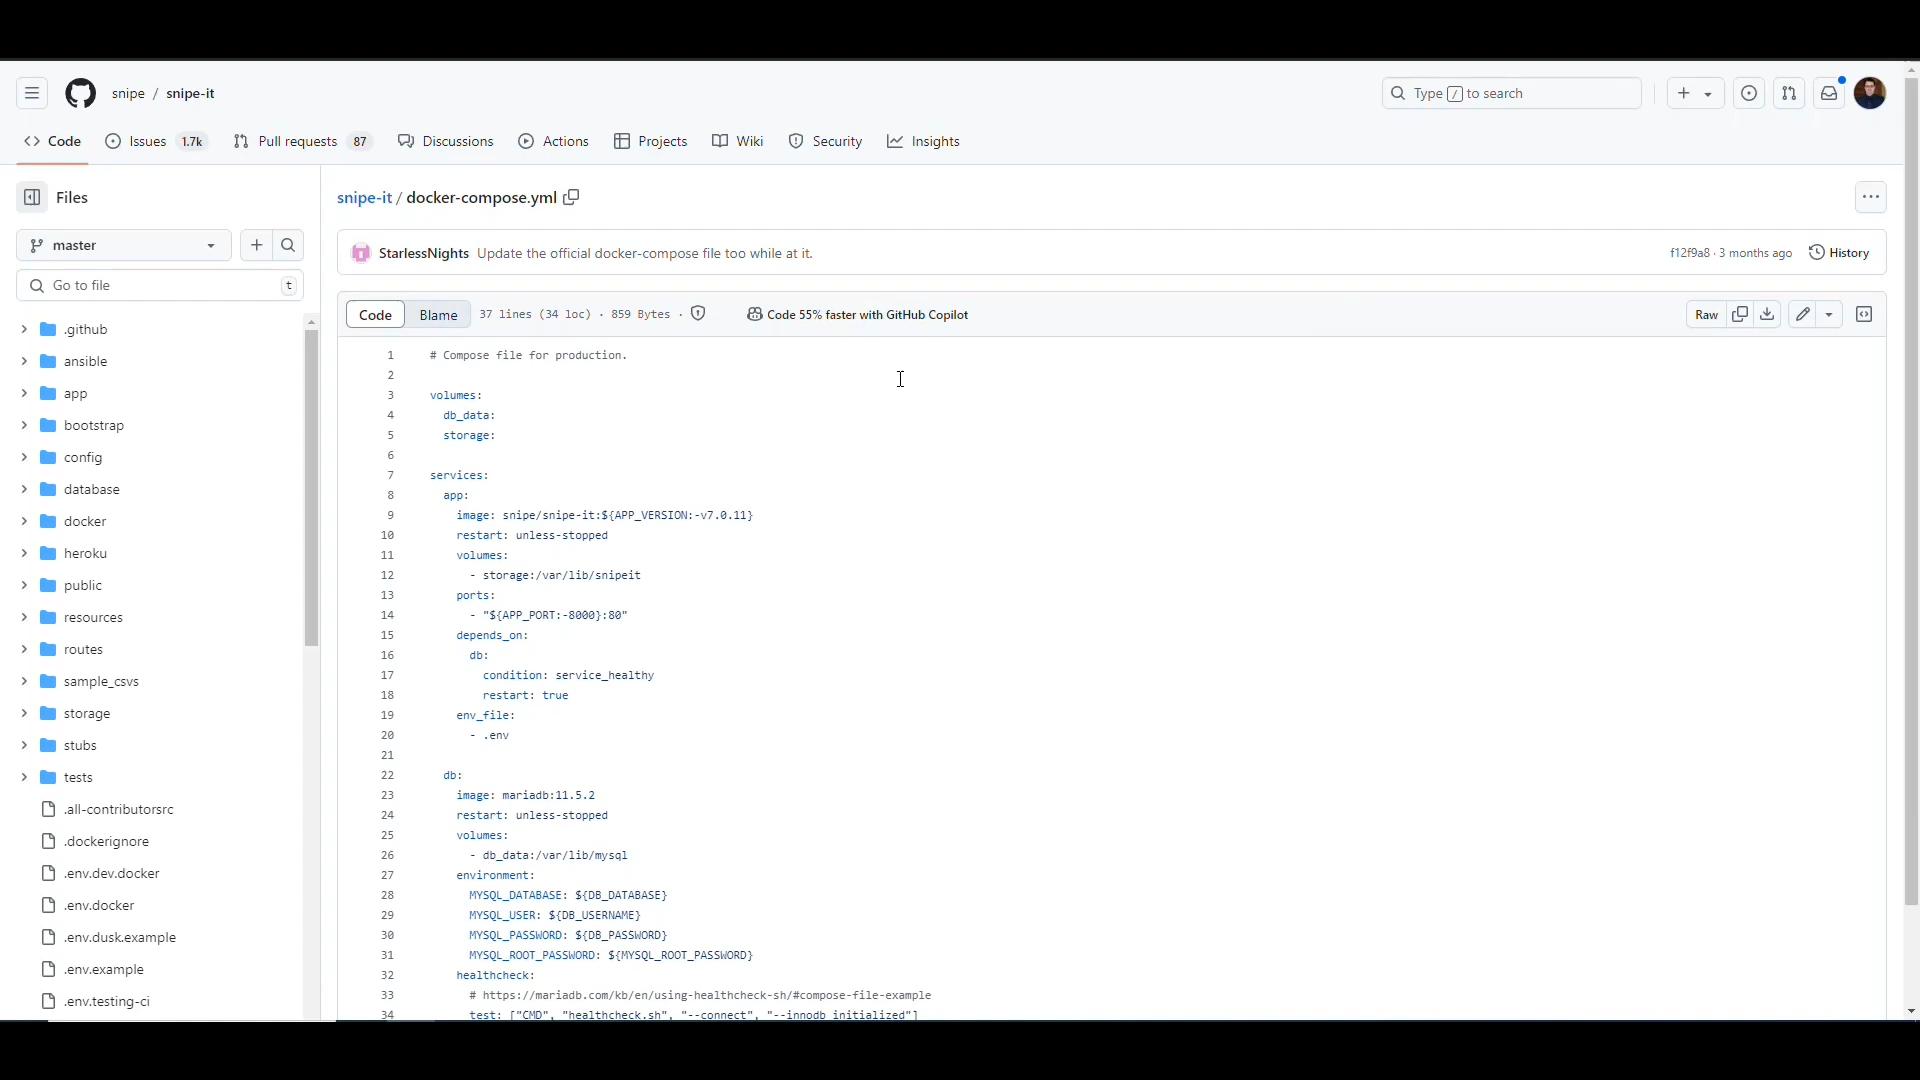 snipe / snipe-it
Type / to search
Code
Issues 1.7k
Pull requests 87
Discussions
Actions
Projects
Wiki
Security
Insights
Files
master
Go to file
t
.github
ansible
app
bootstrap
config
database
docker
heroku
public
resources
routes
sample_csvs
storage
stubs
tests
.all-contributorsrc
.dockerignore
.env.dev.docker
.env.docker
.env.dusk.example
.env.example
.env.testing-ci
snipe-it / docker-compose.yml
StarlessNights Update the official docker-compose file too while at it.
f12f9a8 · 3 months ago
History
Code
Blame
37 lines (34 loc) · 859 Bytes ·
Code 55% faster with GitHub Copilot
Raw
1 # Compose file for production.
2
3 volumes:
4 db_data:
5 storage:
6
7 services:
8 app:
9 image: snipe/snipe-it:${APP_VERSION:-v7.0.11}
10 restart: unless-stopped
11 volumes:
12 - storage:/var/lib/snipeit
13 ports:
14 - "${APP_PORT:-8000}:80"
15 depends_on:
16 db:
17 condition: service_healthy
18 restart: true
19 env_file:
20 - .env
21
22 db:
23 image: mariadb:11.5.2
24 restart: unless-stopped
25 volumes:
26 - db_data:/var/lib/mysql
27 environment:
28 MYSQL_DATABASE: ${DB_DATABASE}
29 MYSQL_USER: ${DB_USERNAME}
30 MYSQL_PASSWORD: ${DB_PASSWORD}
31 MYSQL_ROOT_PASSWORD: ${MYSQL_ROOT_PASSWORD}
32 healthcheck:
33 # https://mariadb.com/kb/en/using-healthcheck-sh/#compose-file-example
34 test: ["CMD", "healthcheck.sh", "--connect", "--innodb_initialized"]